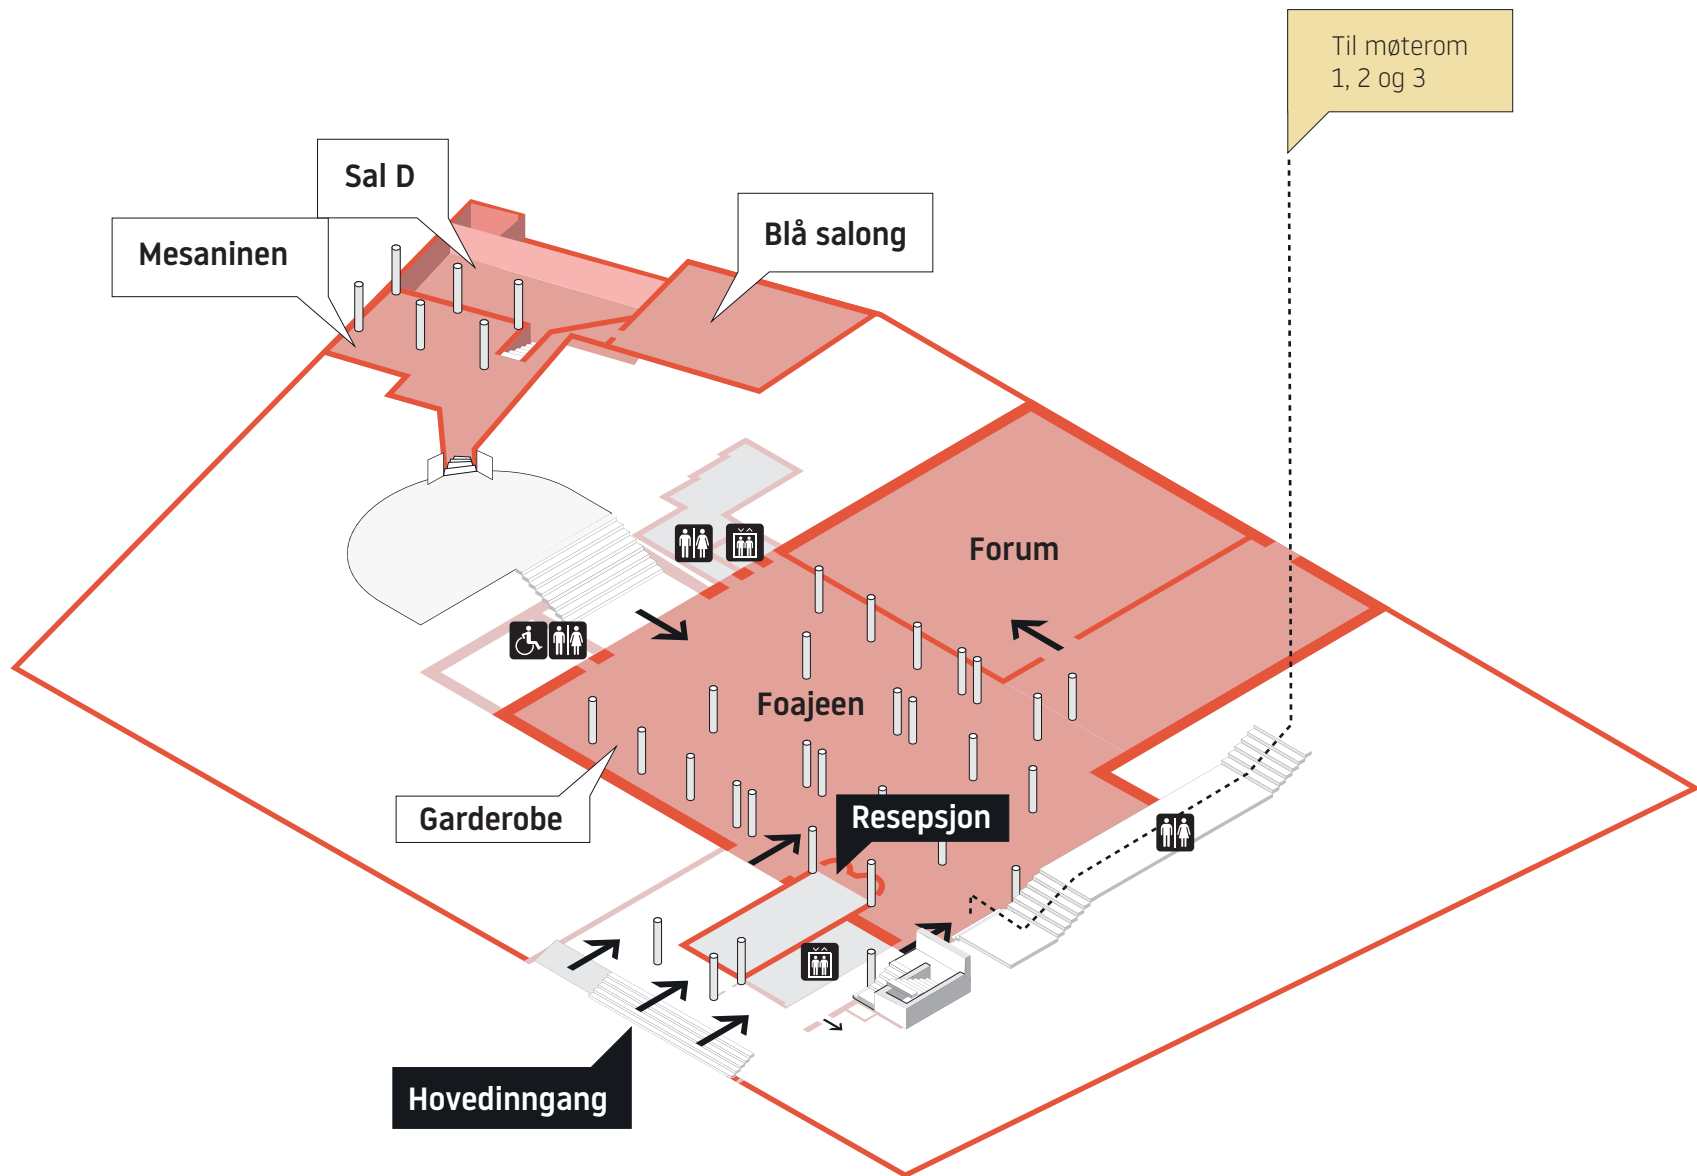 Til møterom
1, 2 og 3
Sal D
Mesaninen
Blå salong
Forum
Foajeen
Garderobe
Resepsjon
Hovedinngang